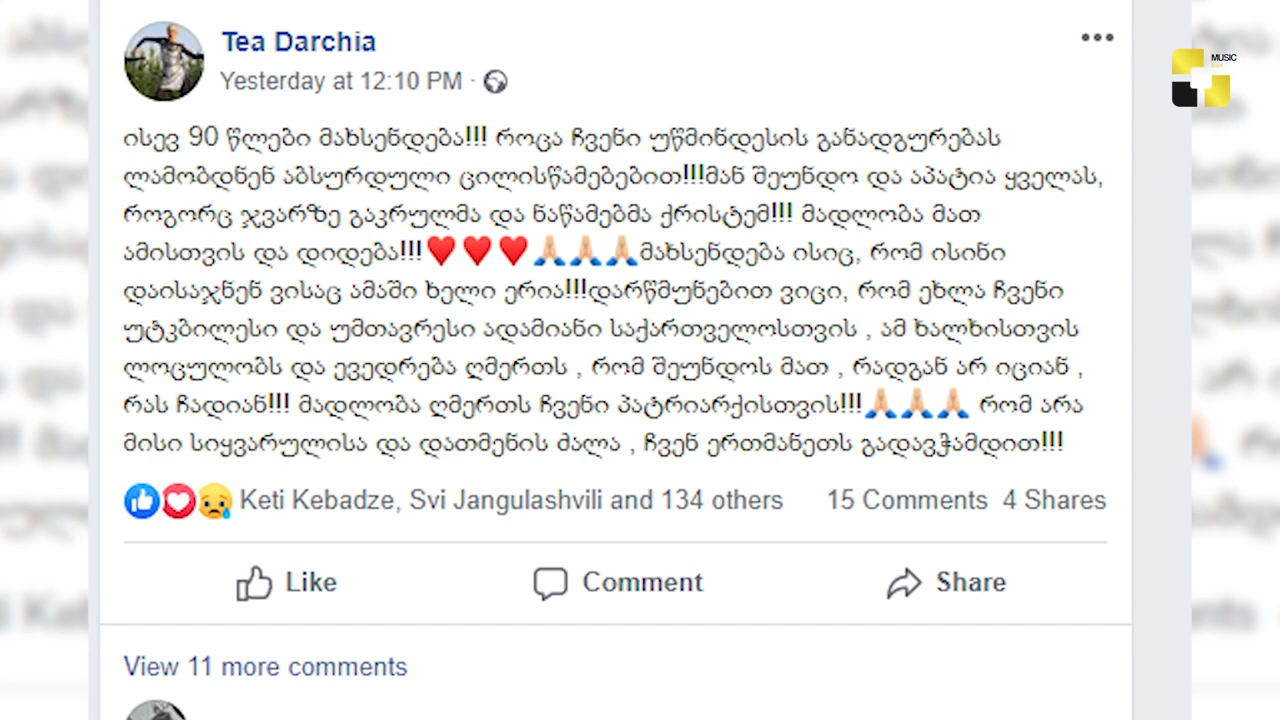 Tea Darchia
Yesterday at 12:10 PM ·
MUSIC
ისევ 90 წლები მახსენდება!!! როცა ჩვენი უწმინდესის განადგურებას
ლამობდნენ აბსურდული ცილისწამებებით!!!მან შეუნდო და აპატია ყველას,
როგორც ჯვარზე გაკრულმა და ნაწამებმა ქრისტემ!!! მადლობა მათ
ამისთვის და დიდება!!!❤️❤️❤️🙏🏻🙏🏻🙏🏻მახსენდება ისიც, რომ ისინი
დაისაჯნენ ვისაც ამაში ხელი ერია!!!დარწმუნებით ვიცი, რომ ეხლა ჩვენი
უტკბილესი და უმთავრესი ადამიანი საქართველოსთვის , ამ ხალხისთვის
ლოცულობს და ევედრება ღმერთს , რომ შეუნდოს მათ , რადგან არ იციან ,
რას ჩადიან!!! მადლობა ღმერთს ჩვენი პატრიარქისთვის!!!🙏🏻🙏🏻🙏🏻 რომ არა
მისი სიყვარულისა და დათმენის ძალა , ჩვენ ერთმანეთს გადავჭამდით!!!
Keti Kebadze, Svi Jangulashvili and 134 others 15 Comments 4 Shares
Like Comment Share
View 11 more comments